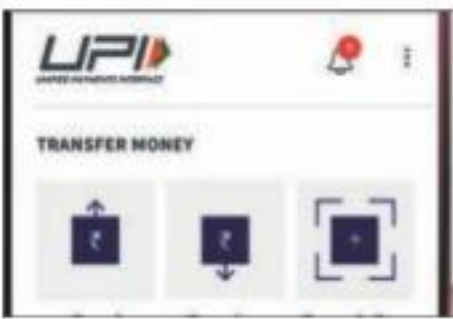 UPI
UNIFIED PAYMENTS INTERFACE
TRANSFER MONEY
₹ ₹